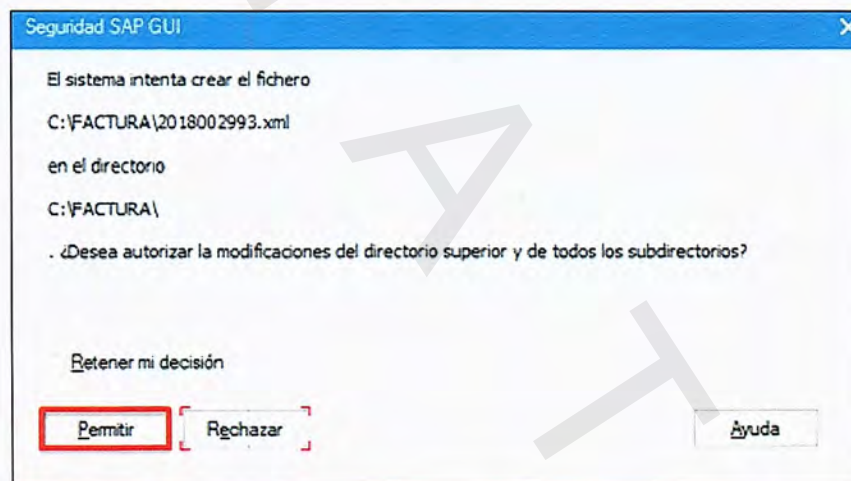 Seguridad SAP GUI
El sistema intenta crear el fichero
C:\FACTURA\2018002993.xml
en el directorio
C:\FACTURA\
. ¿Desea autorizar la modificaciones del directorio superior y de todos los subdirectorios?
Retener mi decisión
Permitir Rechazar Ayuda
A
T